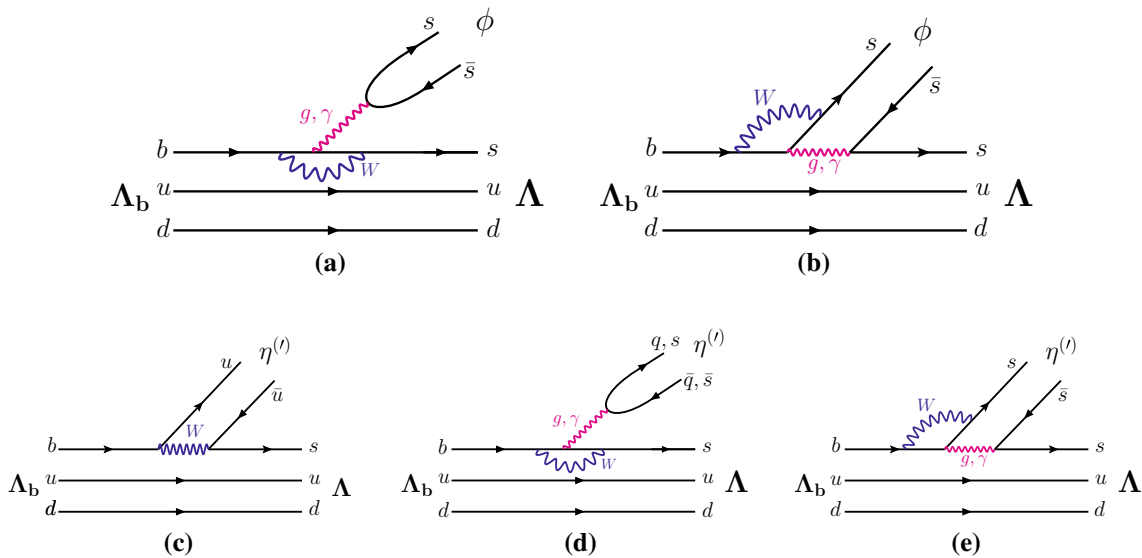 s φ
s̄
g, γ
b s
W
Λb u u Λ
d d
(a)
s φ
s̄
W
b s
g, γ
Λb u u Λ
d d
(b)
u η(′)
ū
W
b s
Λb u u Λ
d d
(c)
q, s η(′)
q̄, s̄
g, γ
b s
W
Λb u u Λ
d d
(d)
s η(′)
s̄
W
b s
g, γ
Λb u u Λ
d d
(e)